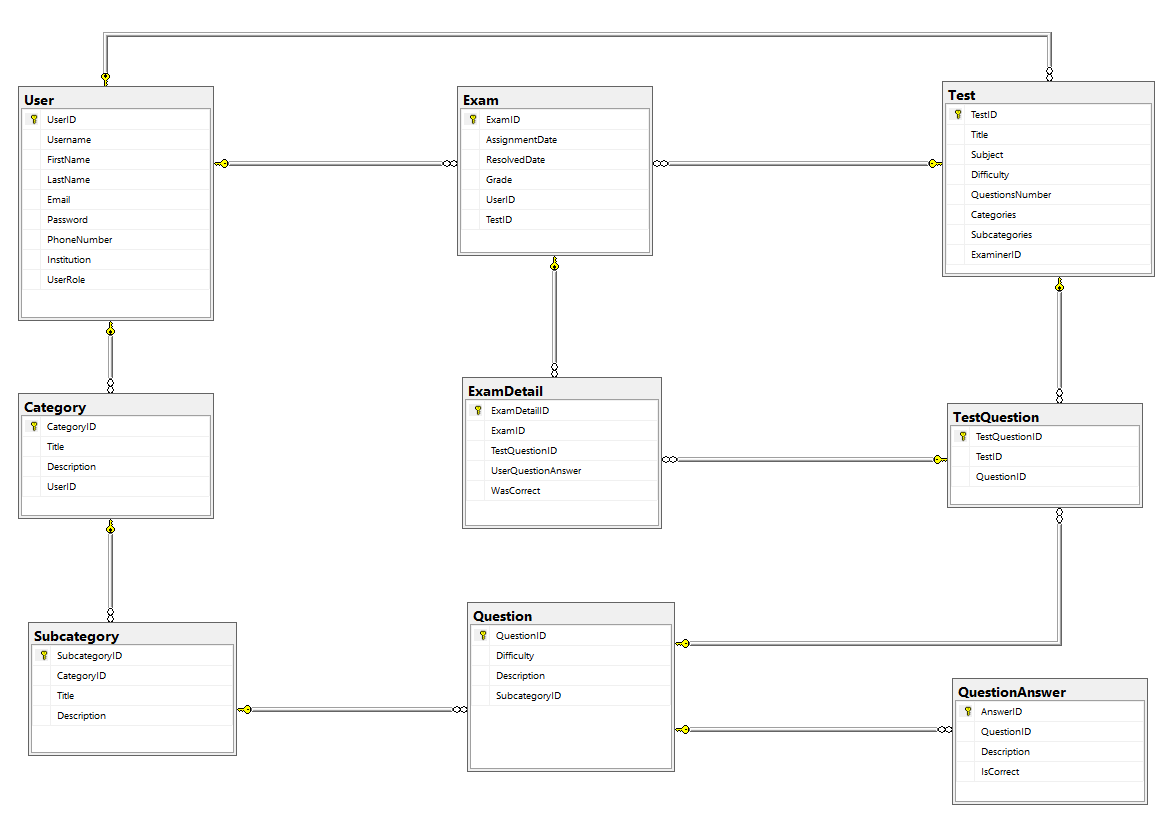 User
UserID
Username
FirstName
LastName
Email
Password
PhoneNumber
Institution
UserRole
Exam
ExamID
AssignmentDate
ResolvedDate
Grade
UserID
TestID
Test
TestID
Title
Subject
Difficulty
QuestionsNumber
Categories
Subcategories
ExaminerID
Category
CategoryID
Title
Description
UserID
ExamDetail
ExamDetailID
ExamID
TestQuestionID
UserQuestionAnswer
WasCorrect
TestQuestion
TestQuestionID
TestID
QuestionID
Subcategory
SubcategoryID
CategoryID
Title
Description
Question
QuestionID
Difficulty
Description
SubcategoryID
QuestionAnswer
AnswerID
QuestionID
Description
IsCorrect